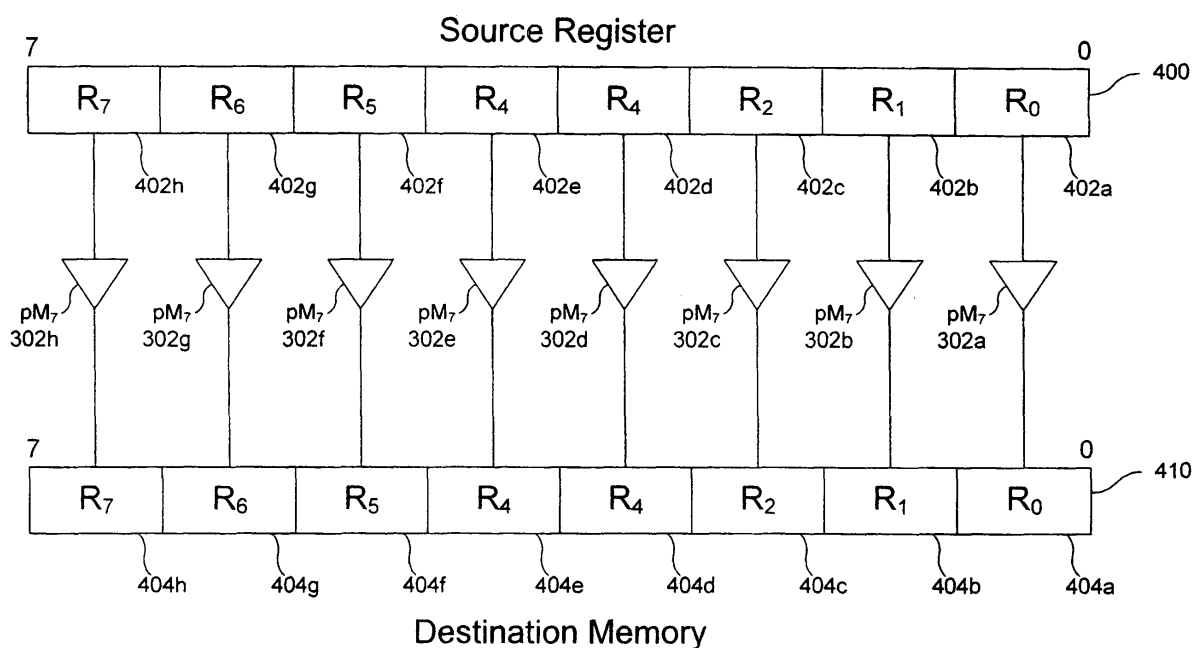 Source Register
7 0
R₇ R₆ R₅ R₄ R₄ R₂ R₁ R₀ 400
402h 402g 402f 402e 402d 402c 402b 402a
pM₇ pM₇ pM₇ pM₇ pM₇ pM₇ pM₇ pM₇
302h 302g 302f 302e 302d 302c 302b 302a
7 0
R₇ R₆ R₅ R₄ R₄ R₂ R₁ R₀ 410
404h 404g 404f 404e 404d 404c 404b 404a
Destination Memory